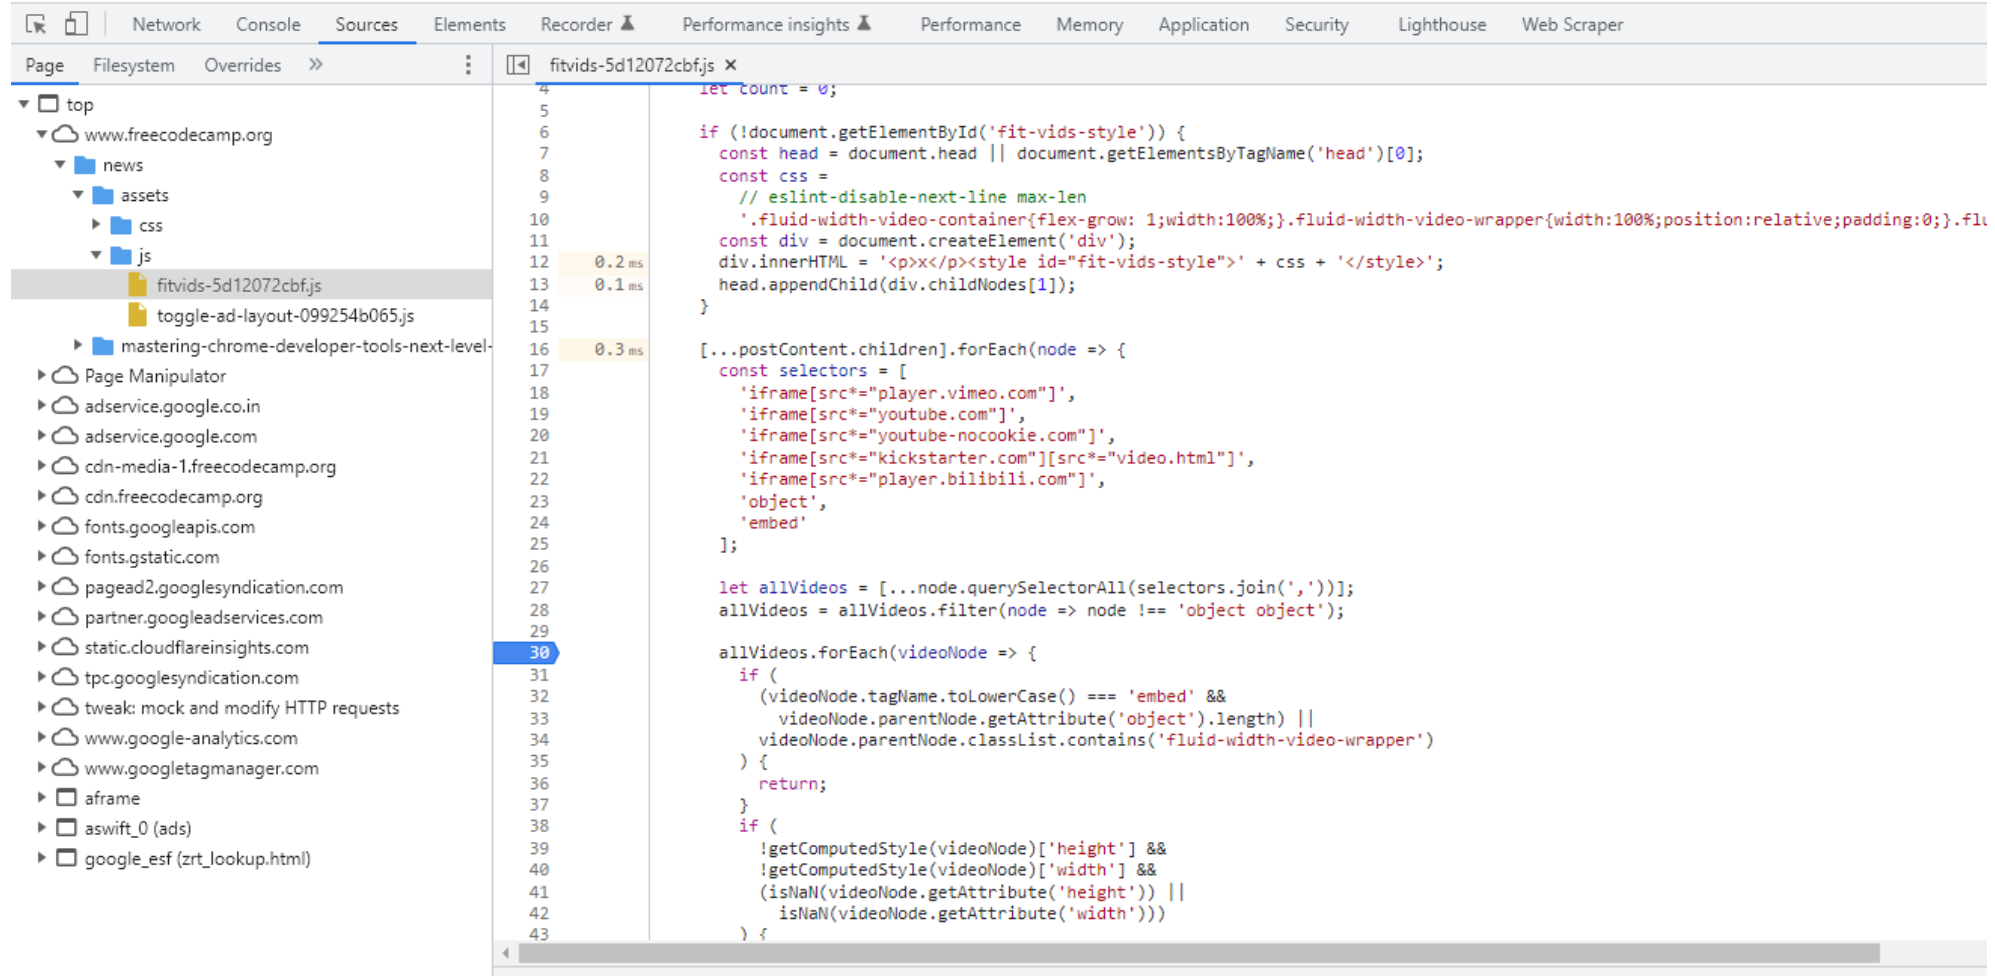 Network Console Sources Elements Recorder Performance insights Performance Memory Application Security Lighthouse Web Scraper
Page Filesystem Overrides »
fitvids-5d12072cbf.js ×
top
www.freecodecamp.org
news
assets
css
js
fitvids-5d12072cbf.js
toggle-ad-layout-099254b065.js
mastering-chrome-developer-tools-next-level-
Page Manipulator
adservice.google.co.in
adservice.google.com
cdn-media-1.freecodecamp.org
cdn.freecodecamp.org
fonts.googleapis.com
fonts.gstatic.com
pagead2.googlesyndication.com
partner.googleadservices.com
static.cloudflareinsights.com
tpc.googlesyndication.com
tweak: mock and modify HTTP requests
www.google-analytics.com
www.googletagmanager.com
aframe
aswift_0 (ads)
google_esf (zrt_lookup.html)
4 let count = 0;
5
6 if (!document.getElementById('fit-vids-style')) {
7 const head = document.head || document.getElementsByTagName('head')[0];
8 const css =
9 // eslint-disable-next-line max-len
10 '.fluid-width-video-container{flex-grow: 1;width:100%;}.fluid-width-video-wrapper{width:100%;position:relative;padding:0;}.flu
11 const div = document.createElement('div');
12 0.2 ms div.innerHTML = '<p>x</p><style id="fit-vids-style">' + css + '</style>';
13 0.1 ms head.appendChild(div.childNodes[1]);
14 }
15
16 0.3 ms [...postContent.children].forEach(node => {
17 const selectors = [
18 'iframe[src*="player.vimeo.com"]',
19 'iframe[src*="youtube.com"]',
20 'iframe[src*="youtube-nocookie.com"]',
21 'iframe[src*="kickstarter.com"][src*="video.html"]',
22 'iframe[src*="player.bilibili.com"]',
23 'object',
24 'embed'
25 ];
26
27 let allVideos = [...node.querySelectorAll(selectors.join(','))];
28 allVideos = allVideos.filter(node => node !== 'object object');
29
30 allVideos.forEach(videoNode => {
31 if (
32 (videoNode.tagName.toLowerCase() === 'embed' &&
33 videoNode.parentNode.getAttribute('object').length) ||
34 videoNode.parentNode.classList.contains('fluid-width-video-wrapper')
35 ) {
36 return;
37 }
38 if (
39 !getComputedStyle(videoNode)['height'] &&
40 !getComputedStyle(videoNode)['width'] &&
41 (isNaN(videoNode.getAttribute('height')) ||
42 isNaN(videoNode.getAttribute('width')))
43 ) {